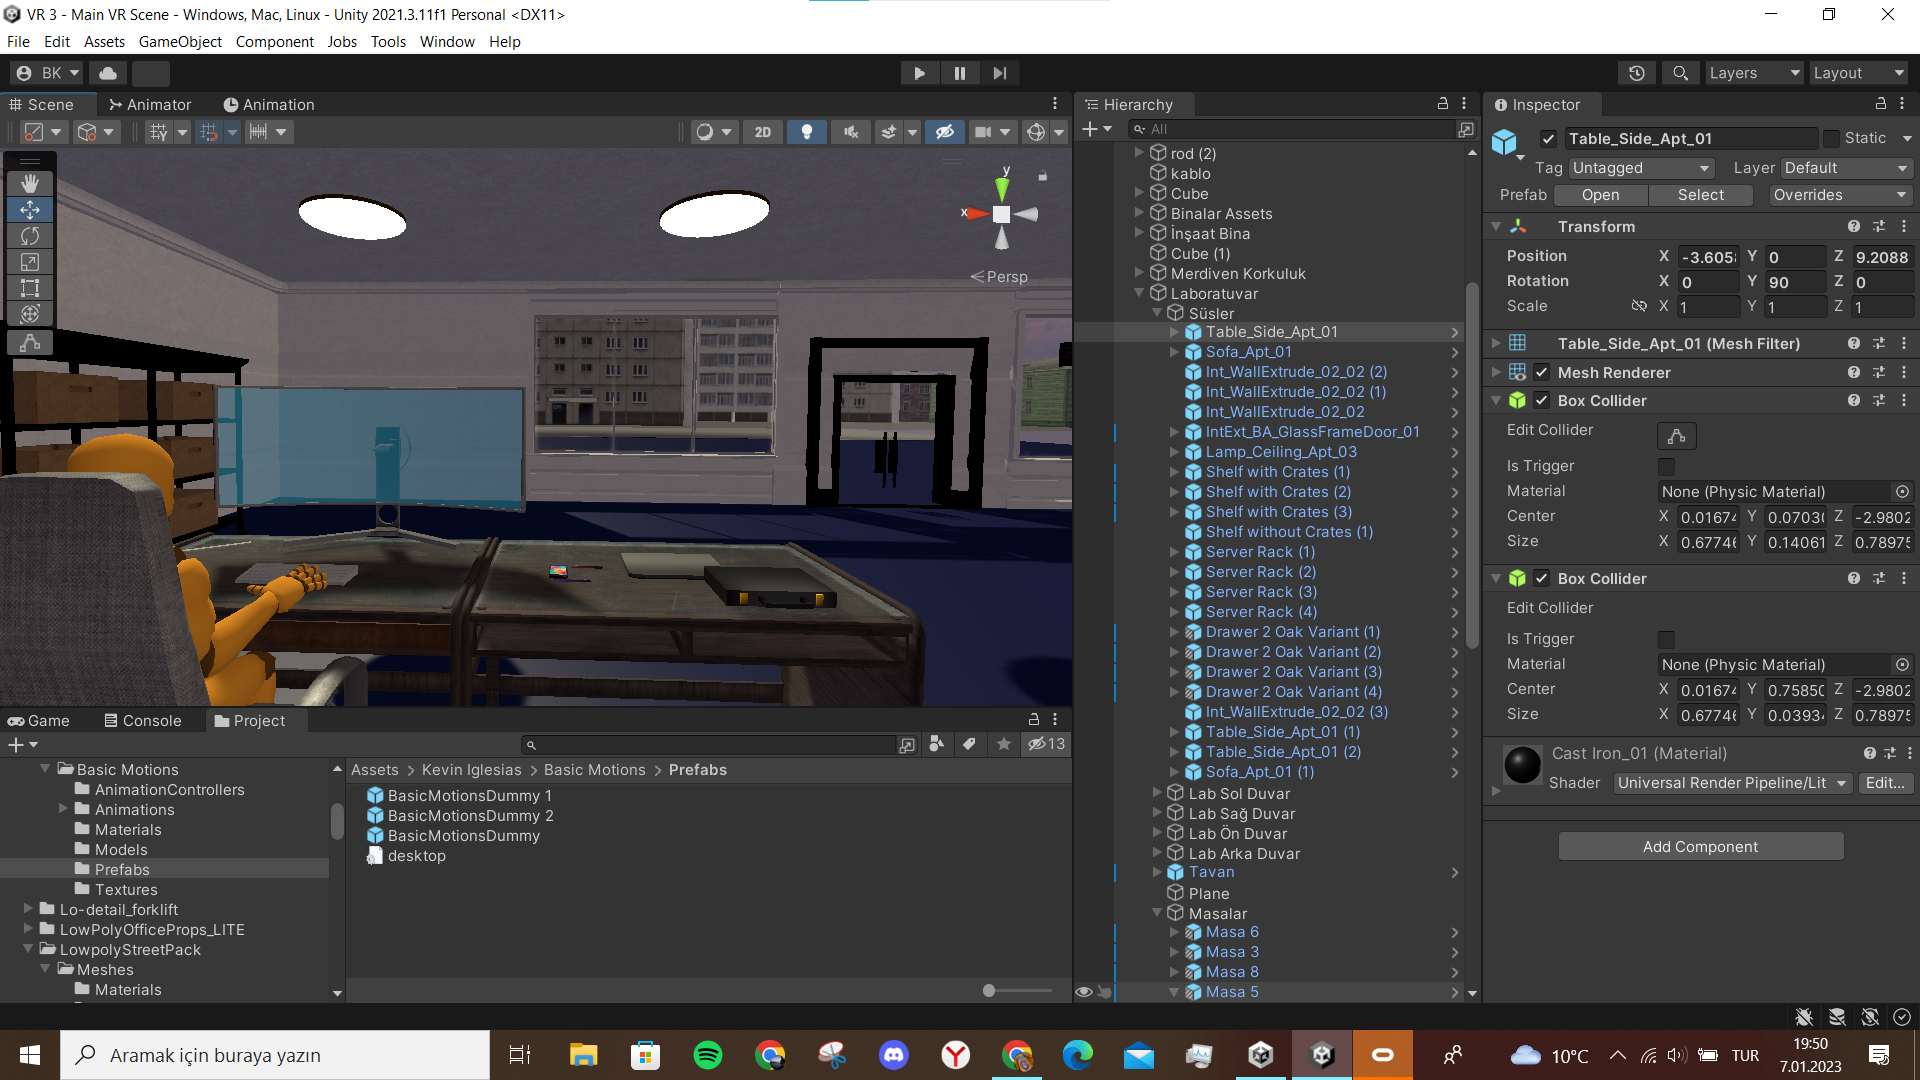 VR 3 - Main VR Scene - Windows, Mac, Linux - Unity 2021.3.11f1 Personal <DX11>
File Edit Assets GameObject Component Jobs Tools Window Help
BK Layers Layout
Scene Animator Animation
2D
y
x
Persp
Hierarchy
All
rod (2)
kablo
Cube
Binalar Assets
İnşaat Bina
Cube (1)
Merdiven Korkuluk
Laboratuvar
Süsler
Table_Side_Apt_01
Sofa_Apt_01
Int_WallExtrude_02_02 (2)
Int_WallExtrude_02_02 (1)
Int_WallExtrude_02_02
IntExt_BA_GlassFrameDoor_01
Lamp_Ceiling_Apt_03
Shelf with Crates (1)
Shelf with Crates (2)
Shelf with Crates (3)
Shelf without Crates (1)
Server Rack (1)
Server Rack (2)
Server Rack (3)
Server Rack (4)
Drawer 2 Oak Variant (1)
Drawer 2 Oak Variant (2)
Drawer 2 Oak Variant (3)
Drawer 2 Oak Variant (4)
Int_WallExtrude_02_02 (3)
Table_Side_Apt_01 (1)
Table_Side_Apt_01 (2)
Sofa_Apt_01 (1)
Lab Sol Duvar
Lab Sağ Duvar
Lab Ön Duvar
Lab Arka Duvar
Tavan
Plane
Masalar
Masa 6
Masa 3
Masa 8
Masa 5
Inspector
Table_Side_Apt_01 Static
Tag Untagged Layer Default
Prefab Open Select Overrides
Transform
Position X -3.605 Y 0 Z 9.2088
Rotation X 0 Y 90 Z 0
Scale X 1 Y 1 Z 1
Table_Side_Apt_01 (Mesh Filter)
Mesh Renderer
Box Collider
Edit Collider
Is Trigger
Material None (Physic Material)
Center X 0.01674 Y 0.0703 Z -2.9802
Size X 0.67746 Y 0.14061 Z 0.78975
Box Collider
Edit Collider
Is Trigger
Material None (Physic Material)
Center X 0.01674 Y 0.75850 Z -2.9802
Size X 0.67746 Y 0.0393 Z 0.78975
Cast Iron_01 (Material)
Shader Universal Render Pipeline/Lit Edit...
Add Component
Game Console Project
13
Basic Motions
AnimationControllers
Animations
Materials
Models
Prefabs
Textures
Lo-detail_forklift
LowPolyOfficeProps_LITE
LowpolyStreetPack
Meshes
Materials
Assets > Kevin Iglesias > Basic Motions > Prefabs
BasicMotionsDummy 1
BasicMotionsDummy 2
BasicMotionsDummy
desktop
Aramak için buraya yazın
10°C TUR
19:50
7.01.2023